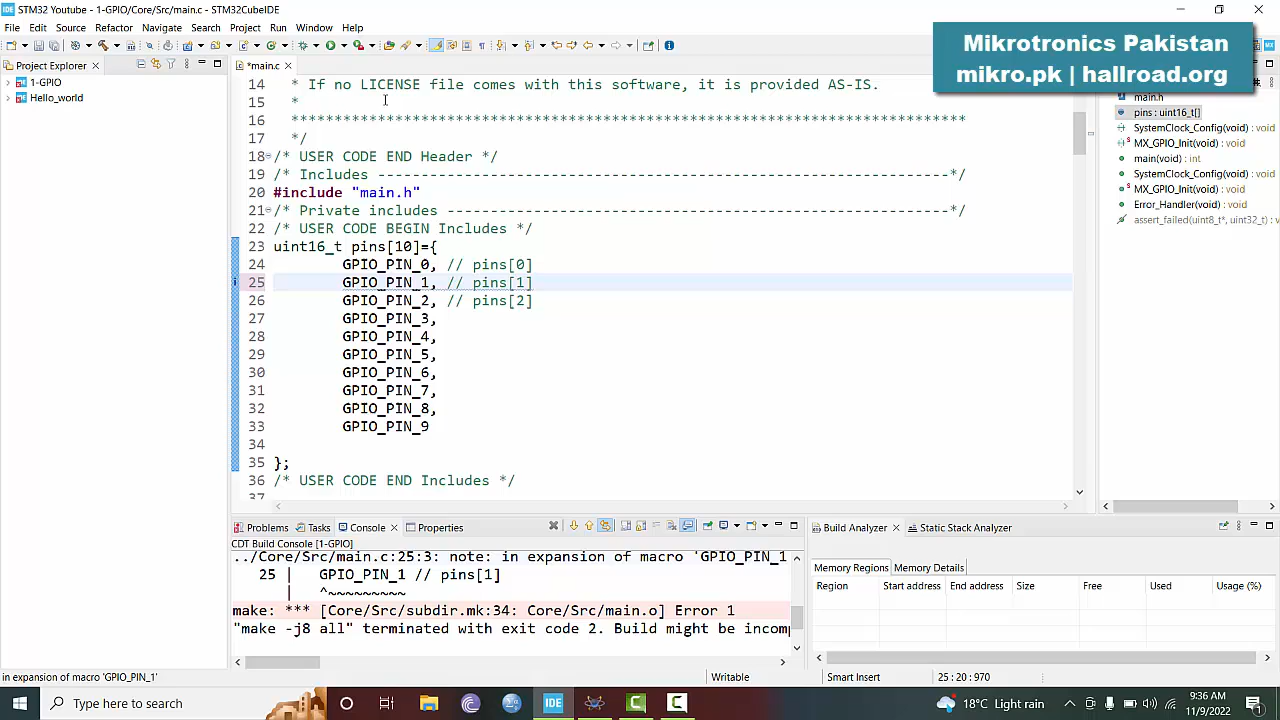 STM32 Youtube - 1-GPIO/Core/Src/main.c - STM32CubeIDE
File Edit Source Refactor Navigate Search Project Run Window Help
Mikrotronics Pakistan
mikro.pk | hallroad.org
Project Explorer
1-GPIO
Hello_world
*main.c
14 * If no LICENSE file comes with this software, it is provided AS-IS.
15 *
16 ******************************************************************************
17 */
18 /* USER CODE END Header */
19 /* Includes ------------------------------------------------------------------*/
20 #include "main.h"
21 /* Private includes ----------------------------------------------------------*/
22 /* USER CODE BEGIN Includes */
23 uint16_t pins[10]={
24 GPIO_PIN_0, // pins[0]
25 GPIO_PIN_1, // pins[1]
26 GPIO_PIN_2, // pins[2]
27 GPIO_PIN_3,
28 GPIO_PIN_4,
29 GPIO_PIN_5,
30 GPIO_PIN_6,
31 GPIO_PIN_7,
32 GPIO_PIN_8,
33 GPIO_PIN_9
34
35 };
36 /* USER CODE END Includes */
37
main.h
pins : uint16_t[]
SystemClock_Config(void) : void
MX_GPIO_Init(void) : void
main(void) : int
SystemClock_Config(void) : void
MX_GPIO_Init(void) : void
Error_Handler(void) : void
assert_failed(uint8_t*, uint32_t) : void
Problems Tasks Console Properties
CDT Build Console [1-GPIO]
../Core/Src/main.c:25:3: note: in expansion of macro 'GPIO_PIN_1
25 | GPIO_PIN_1 // pins[1]
| ^~~~~~~~~~
make: *** [Core/Src/subdir.mk:34: Core/Src/main.o] Error 1
"make -j8 all" terminated with exit code 2. Build might be incomp
Build Analyzer Static Stack Analyzer
Memory Regions Memory Details
Region Start address End address Size Free Used Usage (%)
in expansion of macro 'GPIO_PIN_1'
Writable Smart Insert 25 : 20 : 970
Type here to search
IDE
18°C Light rain
9:36 AM
11/9/2022